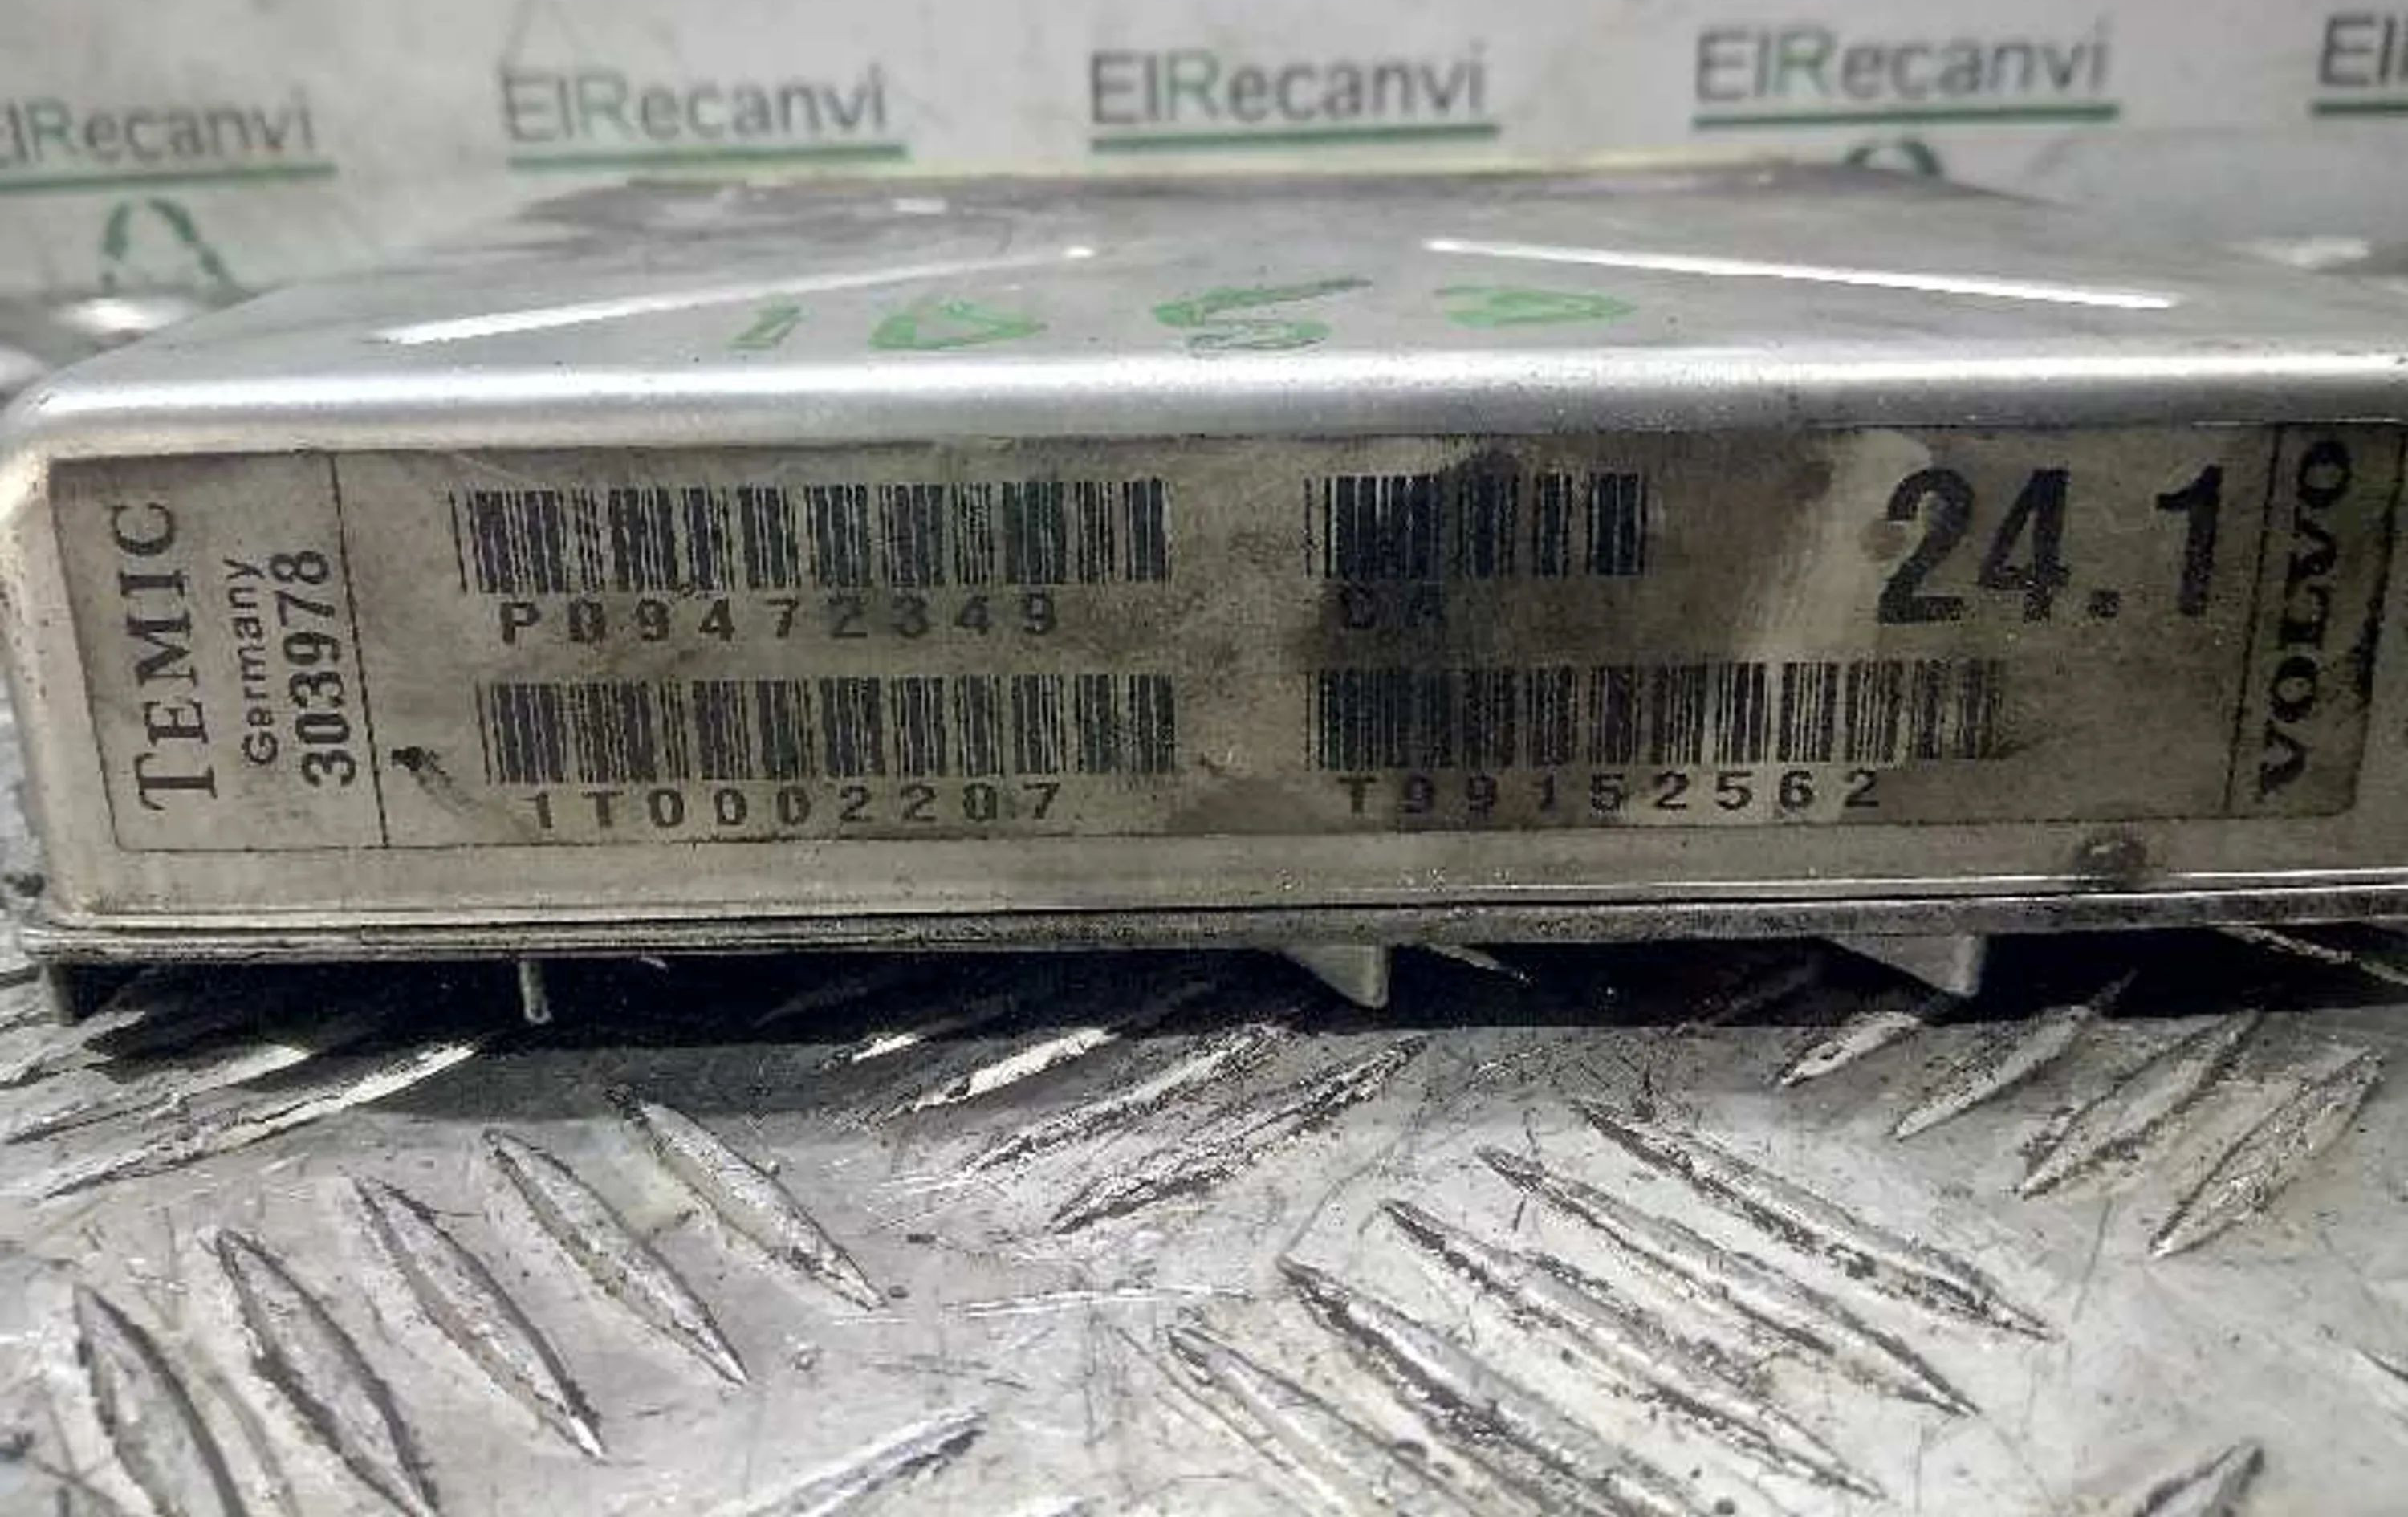 ElRecanvi ElRecanvi ElRecanvi ElRecanvi
TEMIC
Germany
303978
P09472349
24.1
1T0002207
T99152562
VOLVO